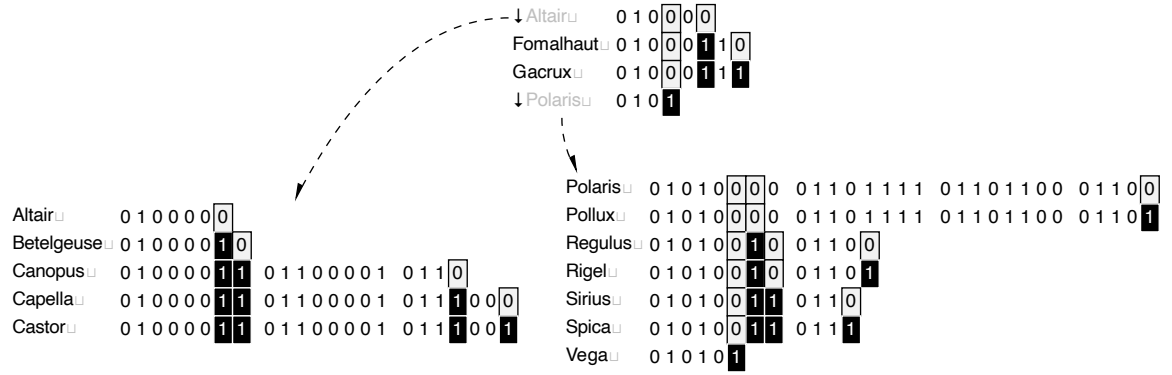 ↓Altair␣ 0 1 0 0 0 0
Fomalhaut␣ 0 1 0 0 0 1 1 0
Gacrux␣ 0 1 0 0 0 1 1 1
↓Polaris␣ 0 1 0 1
Altair␣ 0 1 0 0 0 0 0
Betelgeuse␣ 0 1 0 0 0 0 1 0
Canopus␣ 0 1 0 0 0 0 1 1 0 1 1 0 0 0 0 1 0 1 1 0
Capella␣ 0 1 0 0 0 0 1 1 0 1 1 0 0 0 0 1 0 1 1 1 0 0 0
Castor␣ 0 1 0 0 0 0 1 1 0 1 1 0 0 0 0 1 0 1 1 1 0 0 1
Polaris␣ 0 1 0 1 0 0 0 0 0 1 1 0 1 1 1 1 0 1 1 0 1 1 0 0 0 1 1 0 0
Pollux␣ 0 1 0 1 0 0 0 0 0 1 1 0 1 1 1 1 0 1 1 0 1 1 0 0 0 1 1 0 1
Regulus␣ 0 1 0 1 0 0 1 0 0 1 1 0 0
Rigel␣ 0 1 0 1 0 0 1 0 0 1 1 0 1
Sirius␣ 0 1 0 1 0 0 1 1 0 1 1 0
Spica␣ 0 1 0 1 0 0 1 1 0 1 1 1
Vega␣ 0 1 0 1 0 1